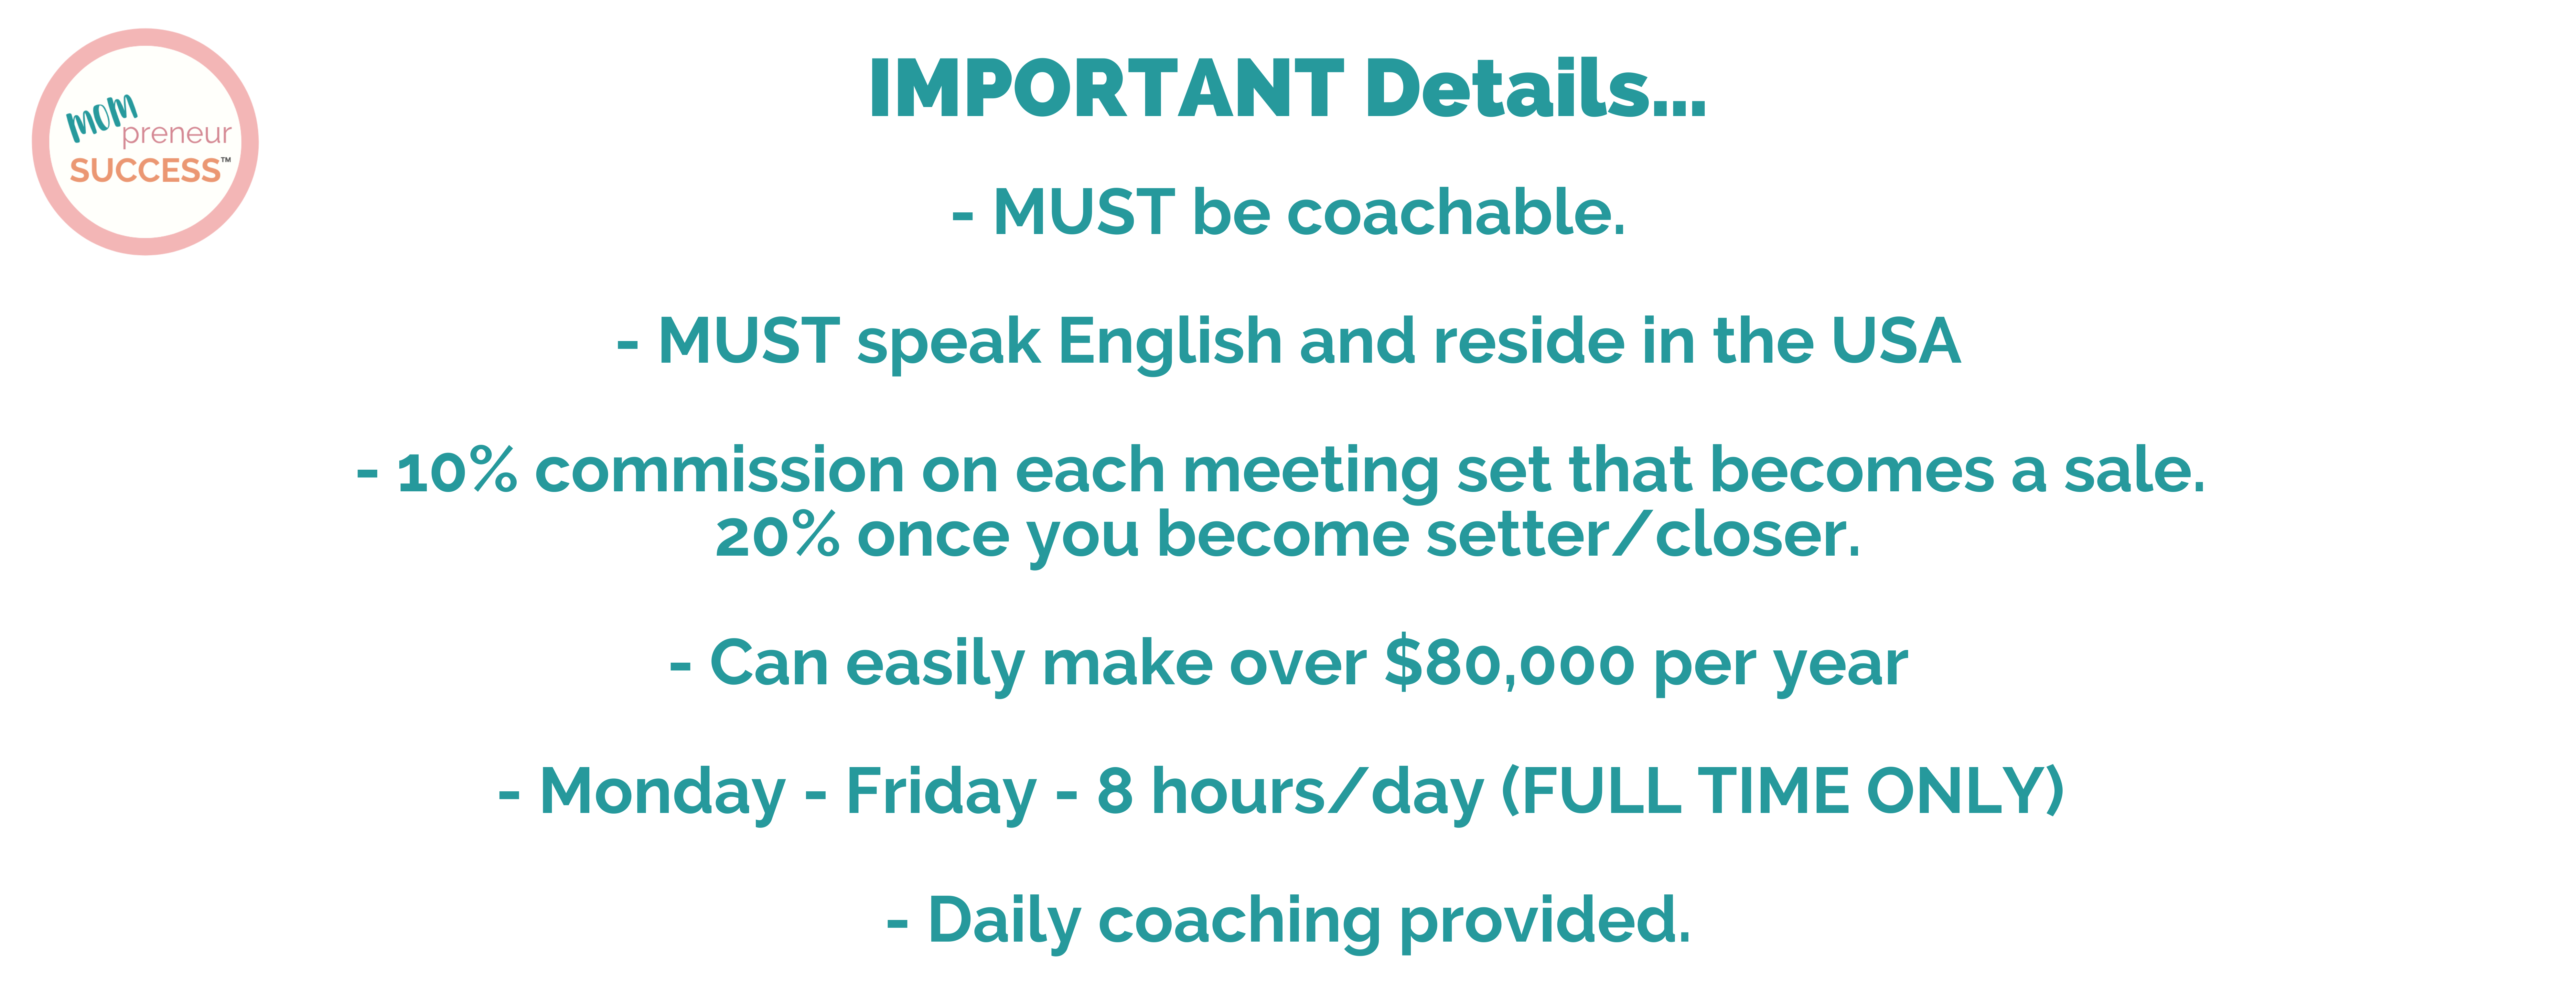 mom
preneur
SUCCESS™
IMPORTANT Details...
- MUST be coachable.
- MUST speak English and reside in the USA
- 10% commission on each meeting set that becomes a sale.
20% once you become setter/closer.
- Can easily make over $80,000 per year
- Monday - Friday - 8 hours/day (FULL TIME ONLY)
- Daily coaching provided.